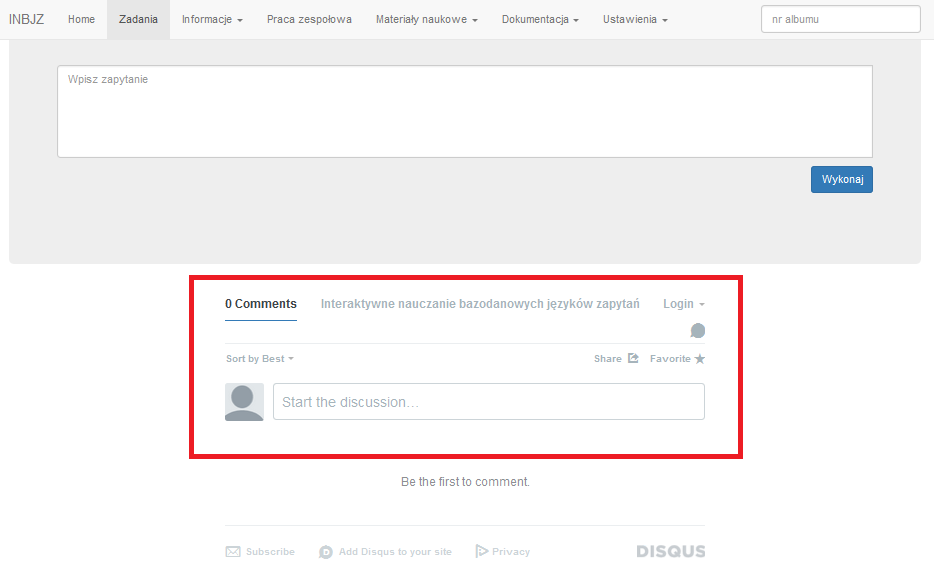 INBJZ Home Zadania Informacje Praca zespołowa Materiały naukowe Dokumentacja Ustawienia nr albumu
Wpisz zapytanie
Wykonaj
0 Comments Interaktywne nauczanie bazodanowych języków zapytań Login
Sort by Best Share Favorite
Start the discussion...
Be the first to comment.
Subscribe D Add Disqus to your site Privacy DISQUS